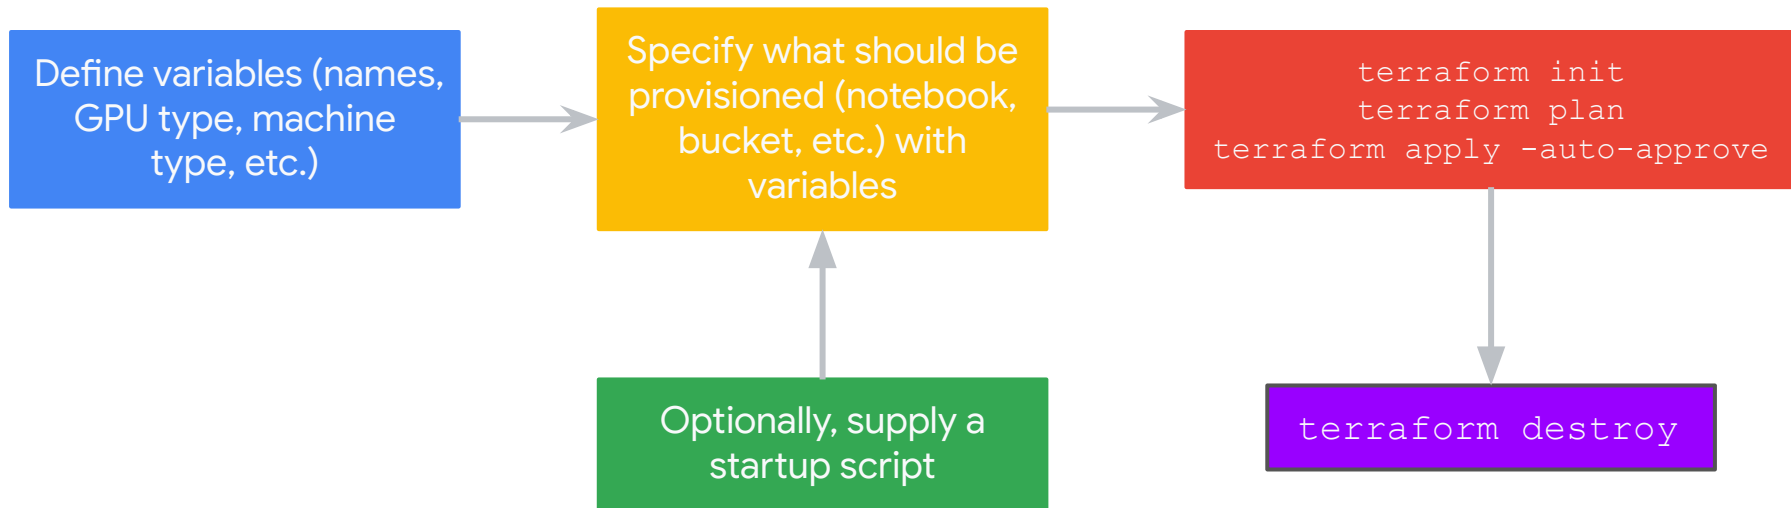 Define variables (names,
GPU type, machine
type, etc.)
Specify what should be
provisioned (notebook,
bucket, etc.) with
variables
terraform init
terraform plan
terraform apply -auto-approve
Optionally, supply a
startup script
terraform destroy